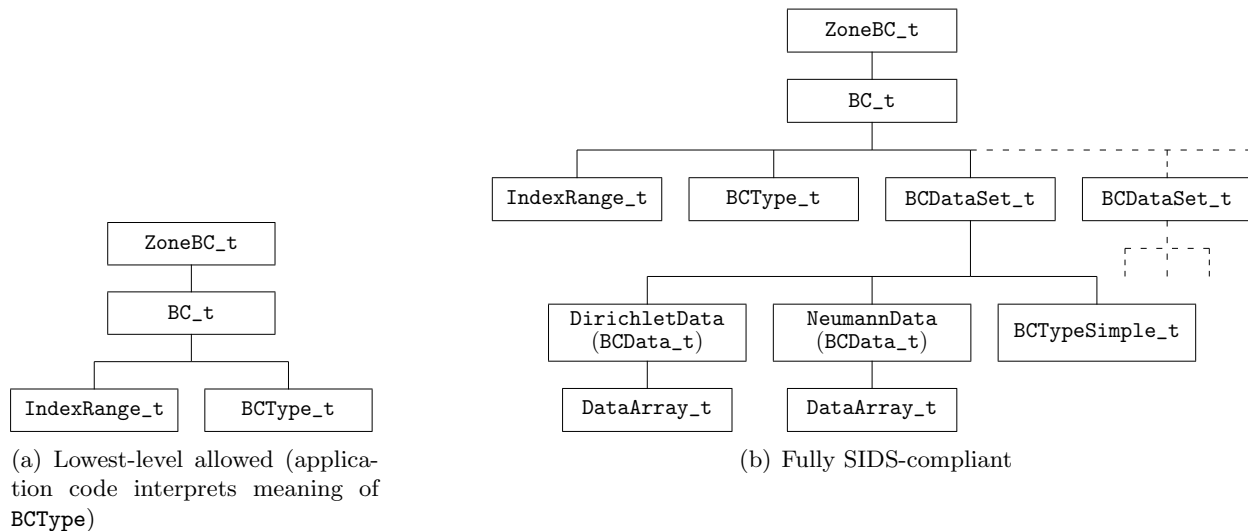 ZoneBC_t
BC_t
IndexRange_t
BCType_t
(a) Lowest-level allowed (applica-
tion code interprets meaning of
BCType)
ZoneBC_t
BC_t
IndexRange_t
BCType_t
BCDataSet_t
BCDataSet_t
DirichletData
(BCData_t)
NeumannData
(BCData_t)
BCTypeSimple_t
DataArray_t
DataArray_t
(b) Fully SIDS-compliant